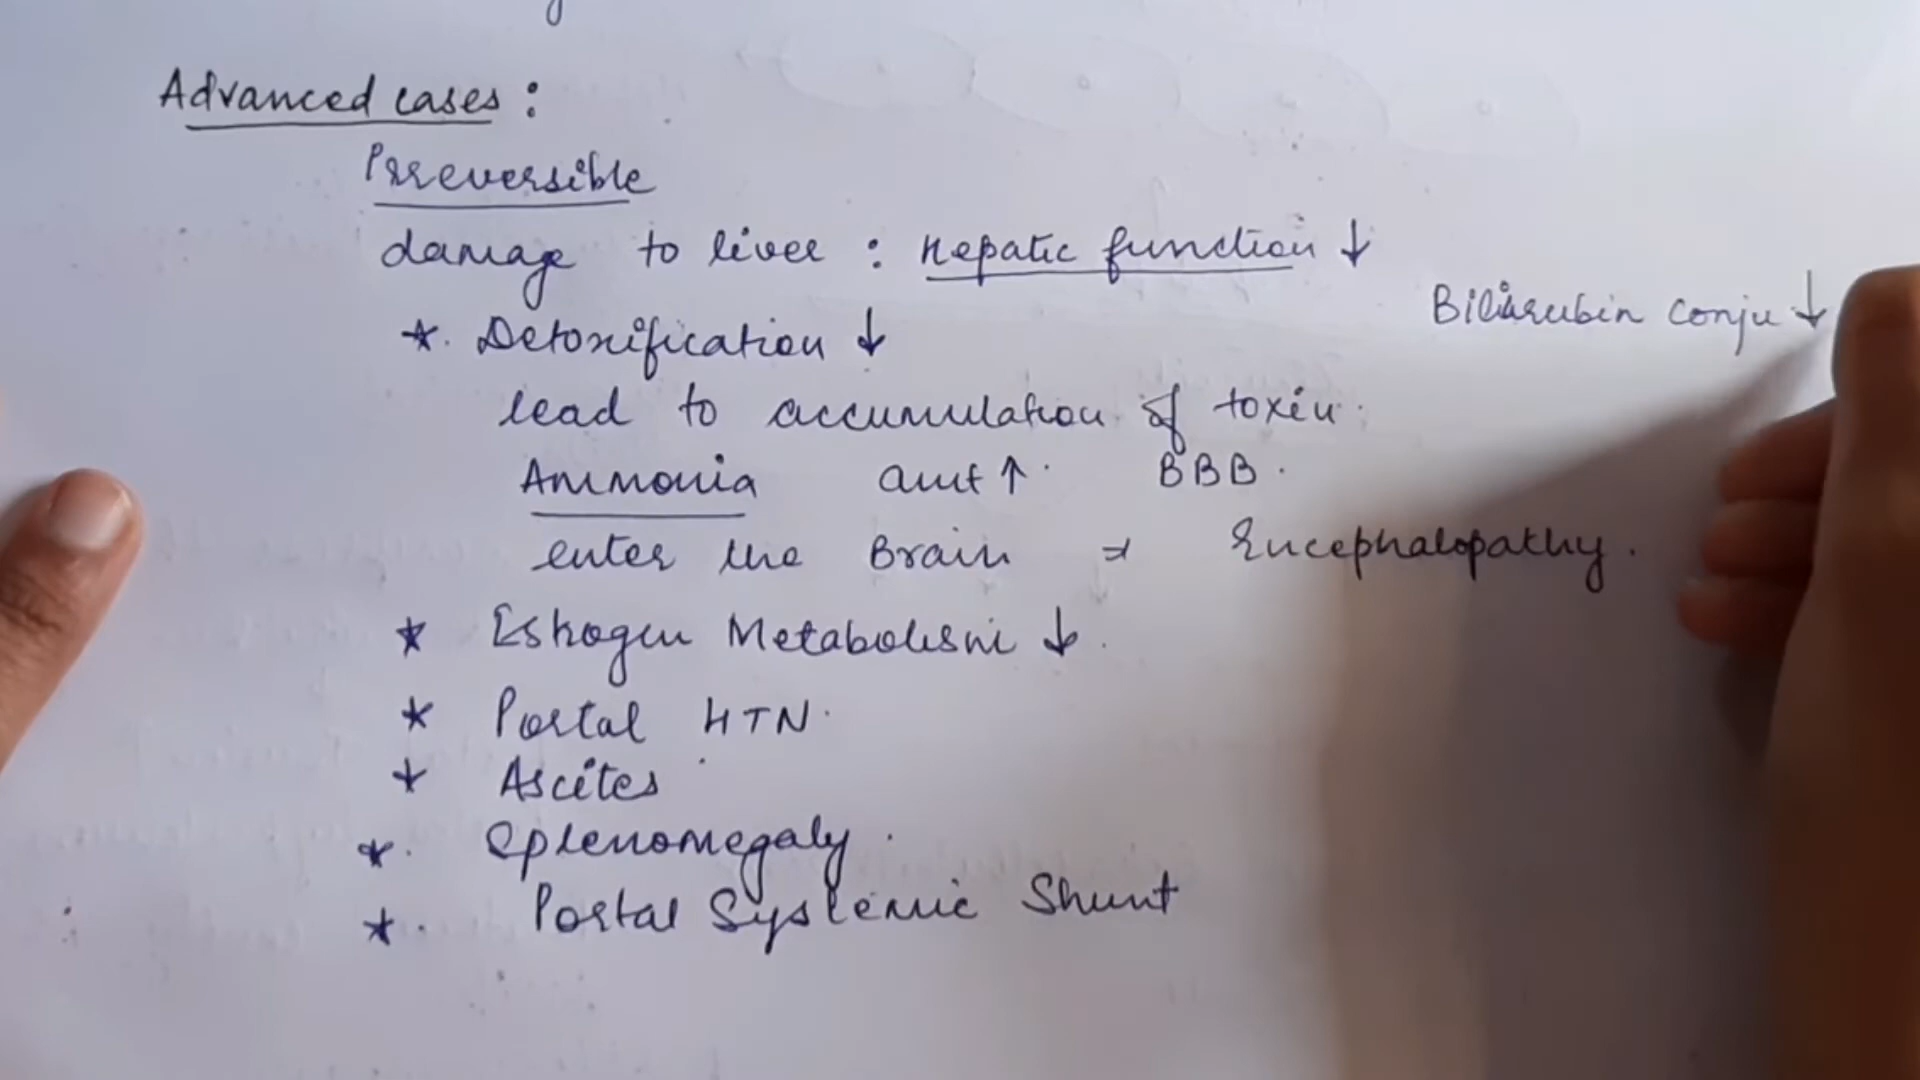 Advanced cases :
Irreversible
damage to liver : Hepatic function ↓
Bilirubin conju ↓
* Detoxification ↓
lead to accumulation of toxin.
Ammonia amt ↑ BBB.
enter the Brain ⇒ Encephalopathy.
* Estrogen Metabolism ↓.
* Portal HTN.
* Ascites
* Splenomegaly.
* Portal Systemic Shunt